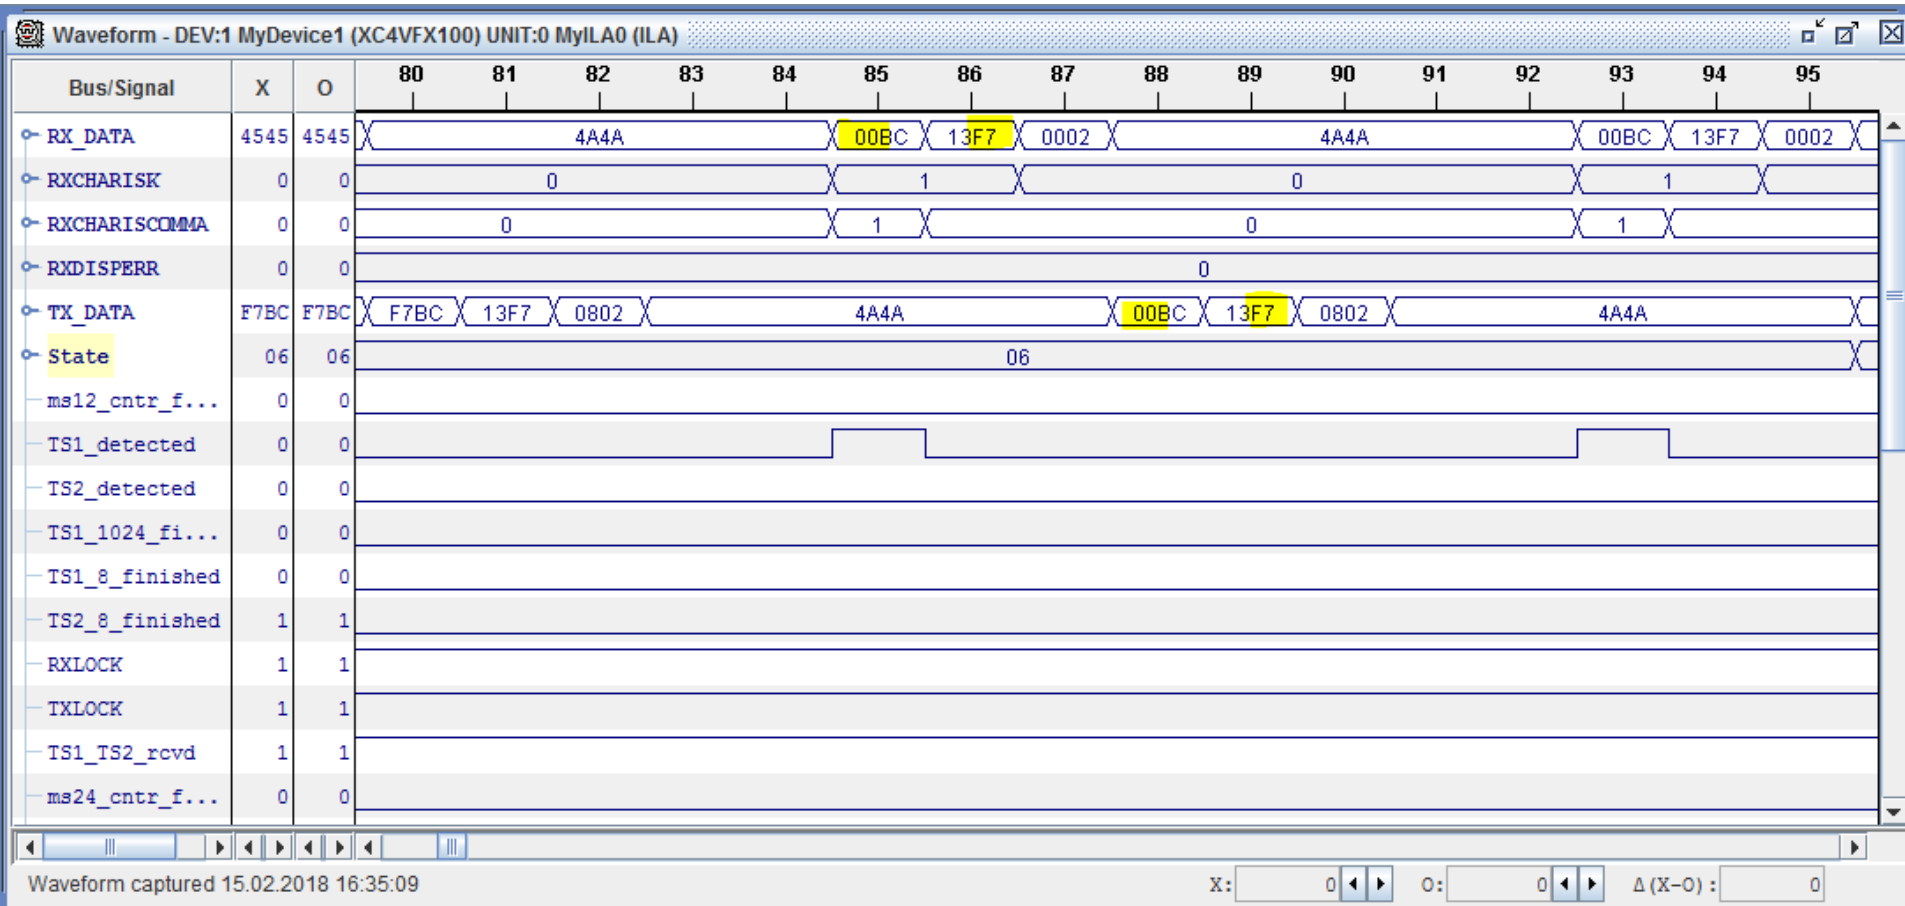 Waveform - DEV:1 MyDevice1 (XC4VFX100) UNIT:0 MyILA0 (ILA)
Bus/Signal X O 80 81 82 83 84 85 86 87 88 89 90 91 92 93 94 95
RX_DATA 4545 4545 4A4A 00BC 13F7 0002 4A4A 00BC 13F7 0002
RXCHARISK 0 0 0 1 0 1
RXCHARISCOMMA 0 0 0 1 0 1
RXDISPERR 0 0 0
TX_DATA F7BC F7BC F7BC 13F7 0802 4A4A 00BC 13F7 0802 4A4A
State 06 06 06
ms12_cntr_f... 0 0
TS1_detected 0 0
TS2_detected 0 0
TS1_1024_fi... 0 0
TS1_8_finished 0 0
TS2_8_finished 1 1
RXLOCK 1 1
TXLOCK 1 1
TS1_TS2_rcvd 1 1
ms24_cntr_f... 0 0
Waveform captured 15.02.2018 16:35:09 X: 0 O: 0 Δ(X-O): 0